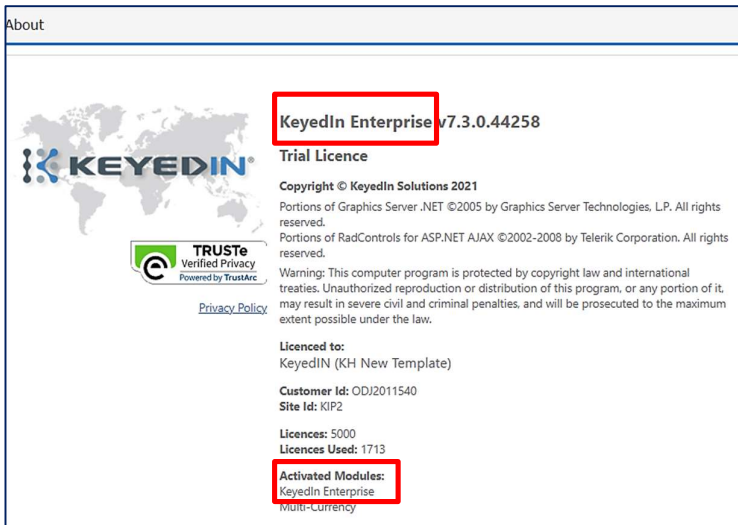 About
KEYEDIN
TRUSTe
Verified Privacy
Powered by TrustArc
Privacy Policy
KeyedIn Enterprise v7.3.0.44258
Trial Licence
Copyright © KeyedIn Solutions 2021
Portions of Graphics Server .NET ©2005 by Graphics Server Technologies, L.P. All rights
reserved.
Portions of RadControls for ASP.NET AJAX ©2002-2008 by Telerik Corporation. All rights
reserved.
Warning: This computer program is protected by copyright law and international
treaties. Unauthorized reproduction or distribution of this program, or any portion of it,
may result in severe civil and criminal penalties, and will be prosecuted to the maximum
extent possible under the law.
Licenced to:
KeyedIN (KH New Template)
Customer Id: ODJ2011540
Site Id: KIP2
Licences: 5000
Licences Used: 1713
Activated Modules:
KeyedIn Enterprise
Multi-Currency